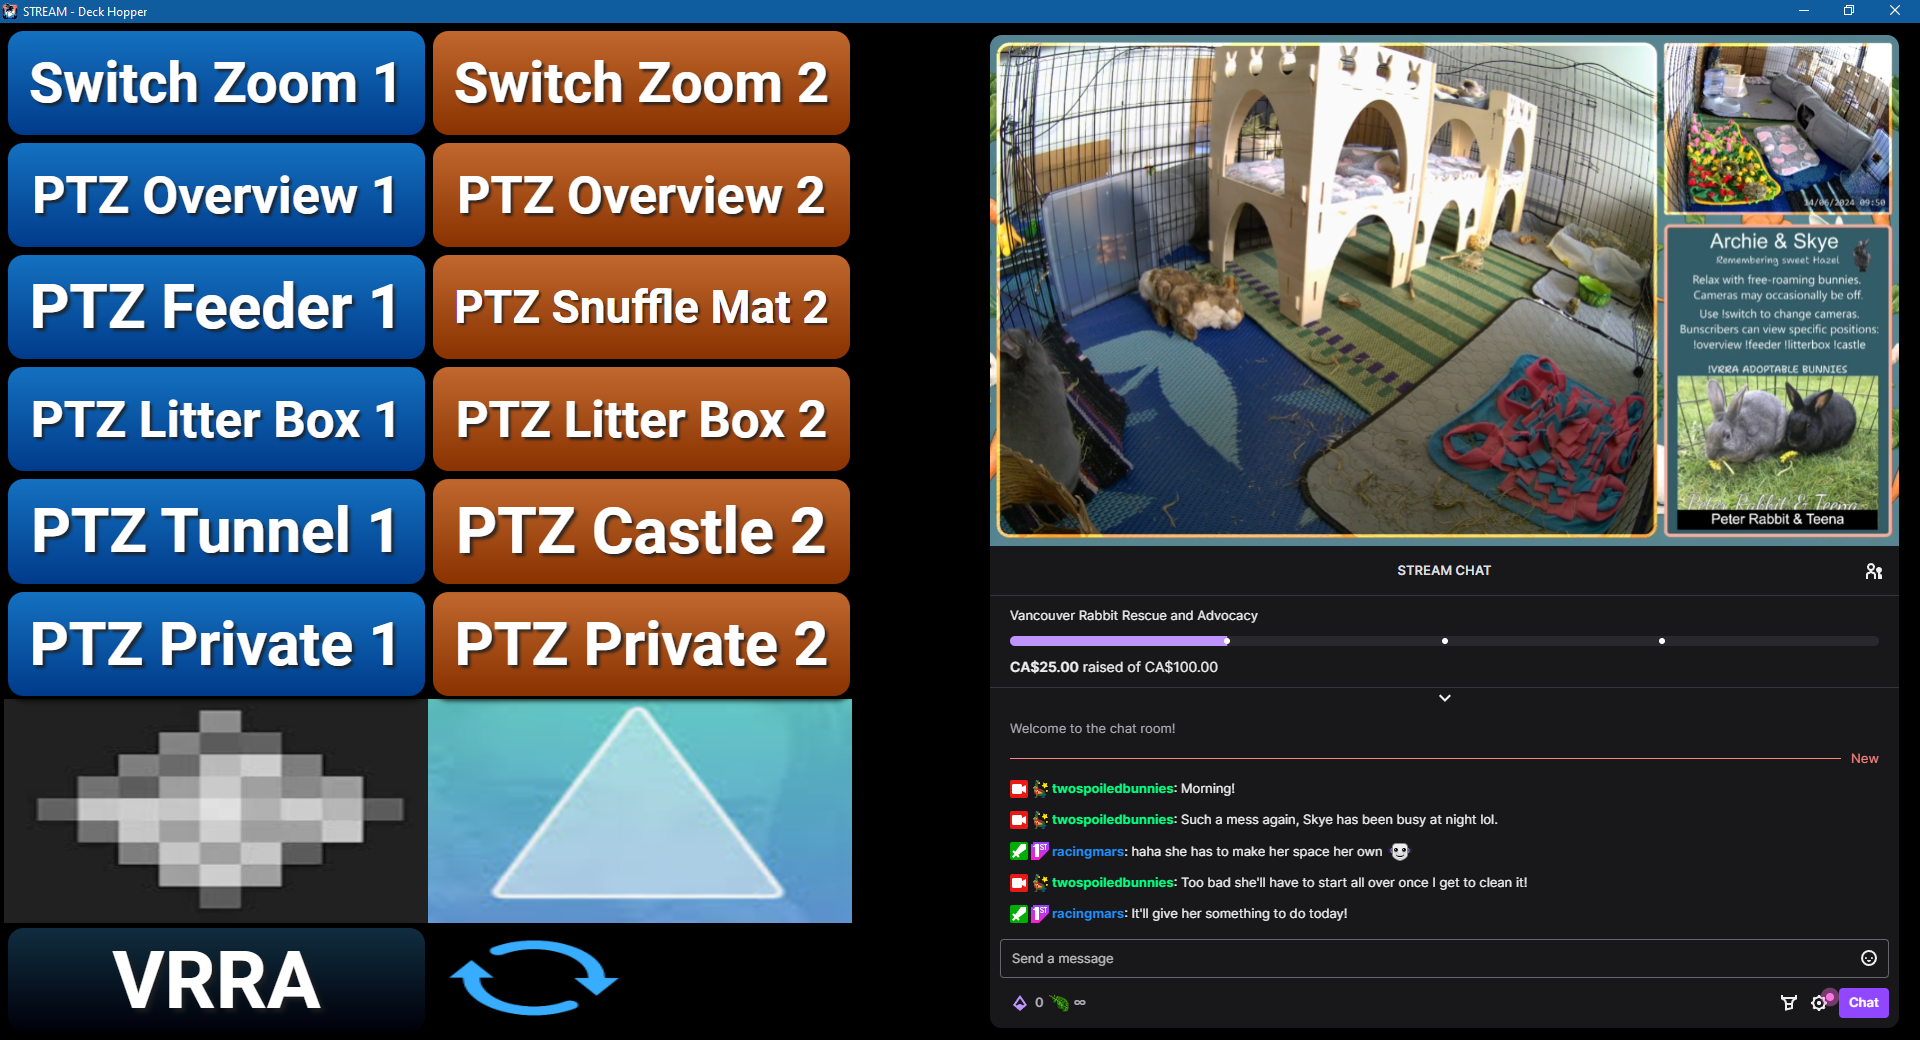 STREAM - Deck Hopper
Switch Zoom 1
Switch Zoom 2
PTZ Overview 1
PTZ Overview 2
PTZ Feeder 1
PTZ Snuffle Mat 2
PTZ Litter Box 1
PTZ Litter Box 2
PTZ Tunnel 1
PTZ Castle 2
PTZ Private 1
PTZ Private 2
VRRA
14/06/2024 09:50
Archie & Skye
Remembering sweet Hazel
Relax with free-roaming bunnies.
Cameras may occasionally be off.
Use !switch to change cameras.
Bunscribers can view specific positions:
!overview !feeder !litterbox !castle
!VRRA ADOPTABLE BUNNIES
Peter Rabbit & Teena
Peter Rabbit & Teena
STREAM CHAT
Vancouver Rabbit Rescue and Advocacy
CA$25.00 raised of CA$100.00
Welcome to the chat room!
New
twospoiledbunnies: Morning!
twospoiledbunnies: Such a mess again, Skye has been busy at night lol.
1ST racingmars: haha she has to make her space her own
twospoiledbunnies: Too bad she'll have to start all over once I get to clean it!
1ST racingmars: It'll give her something to do today!
Send a message
0 ∞
Chat